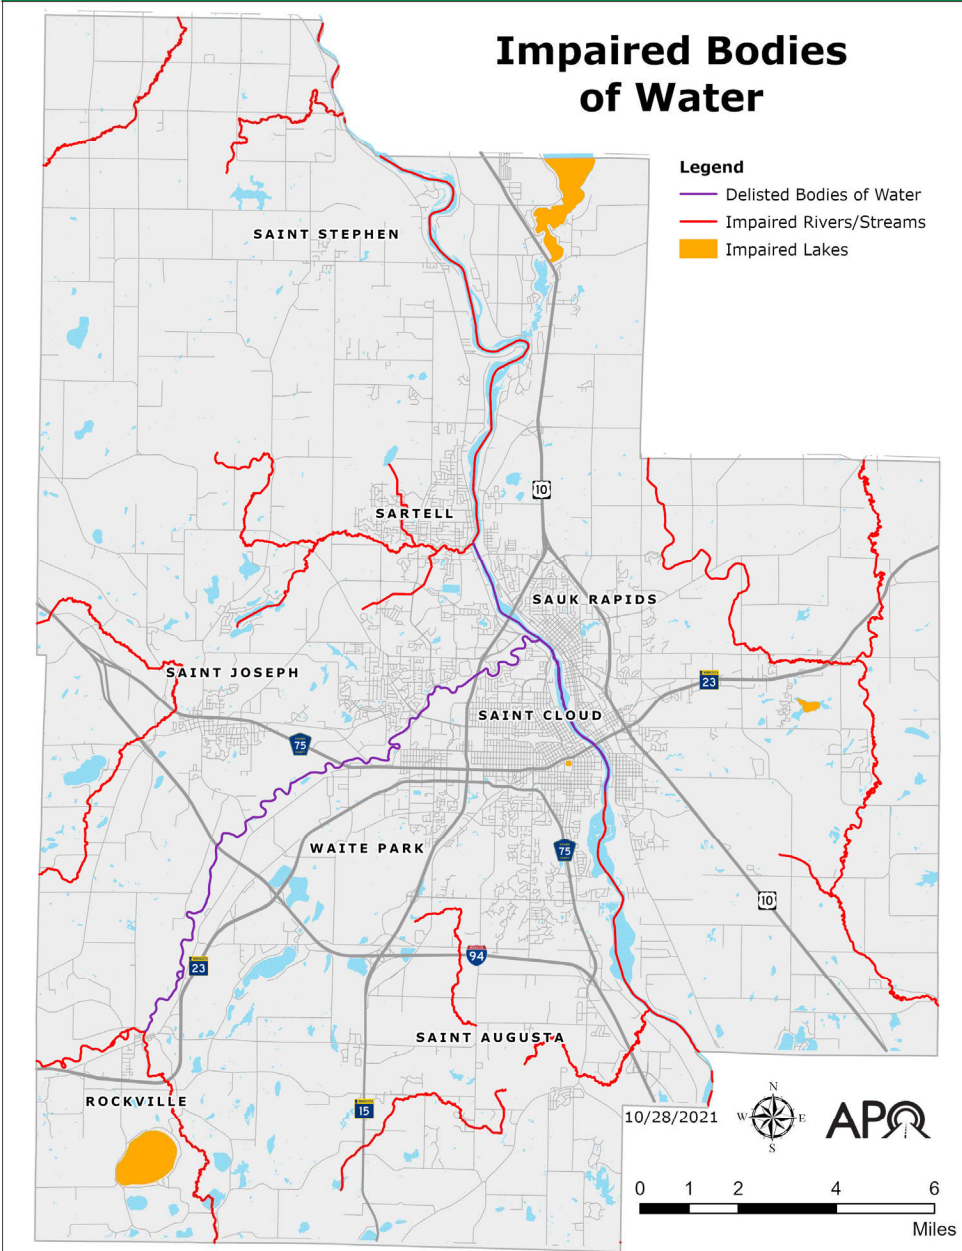 Impaired Bodies
of Water
Legend
Delisted Bodies of Water
Impaired Rivers/Streams
Impaired Lakes
SAINT STEPHEN
10
SARTELL
SAUK RAPIDS
SAINT JOSEPH
23
SAINT CLOUD
75
WAITE PARK
75
10
94
23
SAINT AUGUSTA
ROCKVILLE
15
10/28/2021
N
W
E
S
APO
0 1 2 4 6
Miles